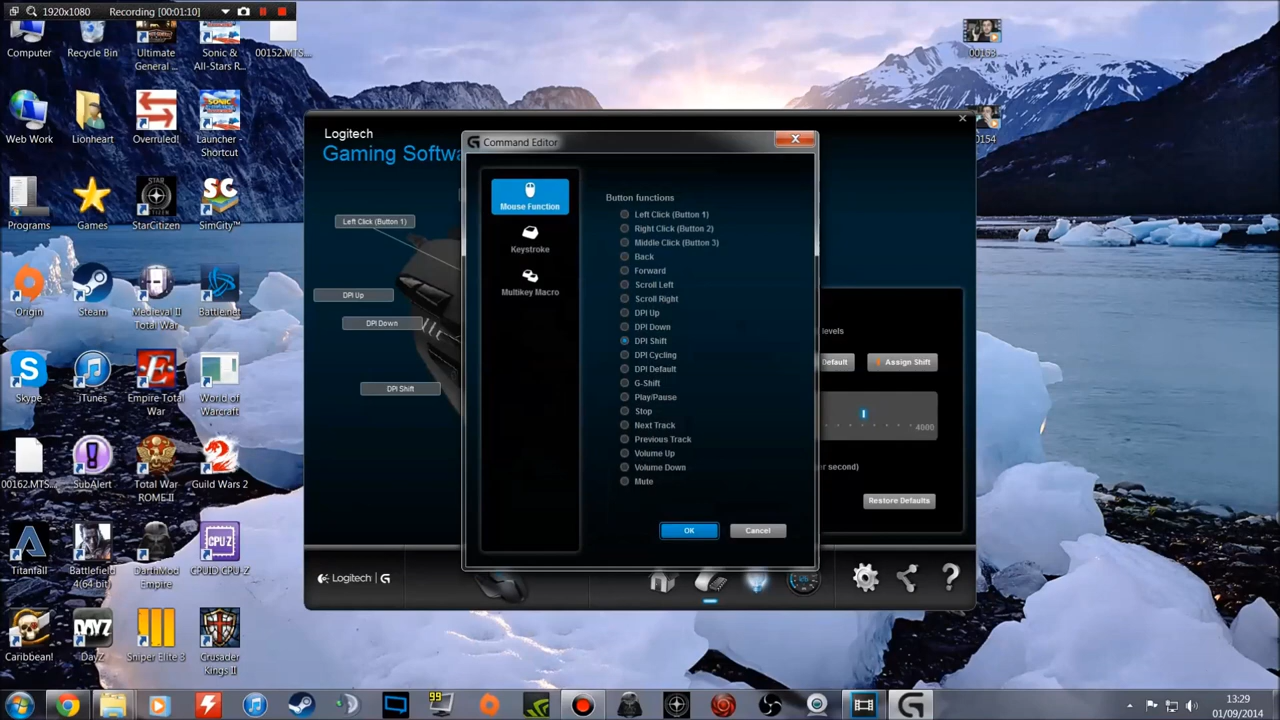 1920x1080
Recording [00:01:10]
Computer
Recycle Bin
Ultimate
General ...
Sonic &
All-Stars R...
00152.MTS....
00163
Web Work
Lionheart
Overruled!
Launcher -
Shortcut
Programs
Games
StarCitizen
SimCity™
Origin
Steam
Medieval II
Total War
Battle.net
Skype
iTunes
Empire Total
War
World of
Warcraft
00162.MTS...
SubAlert
Total War
ROME II
Guild Wars 2
Titanfall
Battlefield
4(64 bit)
DarthMod
Empire
CPUID CPU-Z
Caribbean!
DayZ
Sniper Elite 3
Crusader
Kings II
Logitech
Gaming Softwa
Left Click (Button 1)
DPI Up
DPI Down
DPI Shift
Command Editor
Mouse Function
Keystroke
Multikey Macro
Button functions
Left Click (Button 1)
Right Click (Button 2)
Middle Click (Button 3)
Back
Forward
Scroll Left
Scroll Right
DPI Up
DPI Down
DPI Shift
DPI Cycling
DPI Default
G-Shift
Play/Pause
Stop
Next Track
Previous Track
Volume Up
Volume Down
Mute
OK
Cancel
levels
Default
Assign Shift
4000
er second)
Restore Defaults
Logitech | G
?
99
13:29
01/09/2014